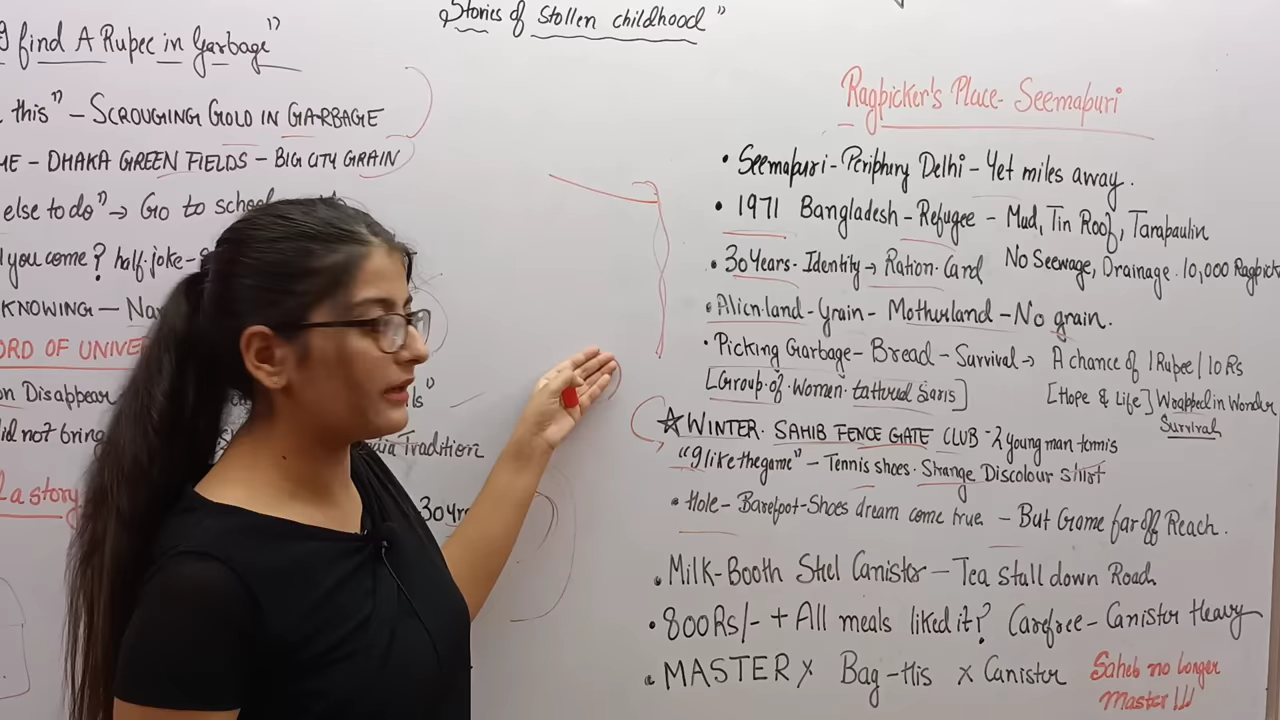 Stories of Stollen childhood"
g find A Rupee in Garbage"
this" - SCROUGING GOLD IN GARBAGE
ME - DHAKA GREEN FIELDS - BIG CITY GRAIN
else to do" → Go to school
you come? half-joke-
KNOWING - Na
ORD OF UNIVE
on Disappear
ls"
did not bring
Tradition
a story
30yr
Ragpicker's Place- Seemapuri
• Seemapuri- Periphery Delhi - Yet miles away.
• 1971 Bangladesh - Refugee - Mud, Tin Roof, Tarapaulin
• 30 Years- Identity → Ration-Card No Seewage, Drainage. 10,000 Ragpick
• Alien land - Grain - Motherland - No grain.
• Picking Garbage - Bread - Survival → A chance of 1 Rupee / 10 Rs
[Group of women tattered Saris] [Hope & Life] Wrapped in Wonder
Survival
☆ WINTER- SAHIB FENCE GATE CLUB - 2 young man tennis
"I like the game" - Tennis shoes- Strange Discolour shirt
• Hole - Barefoot-Shoes dream come true - But Game far off Reach.
• Milk-Booth Steel Canister - Tea stall down Road
• 800 Rs/- + All meals liked it? Carefree - Canister Heavy
• MASTER X Bag-His X Canister Saheb no longer
Master !!!